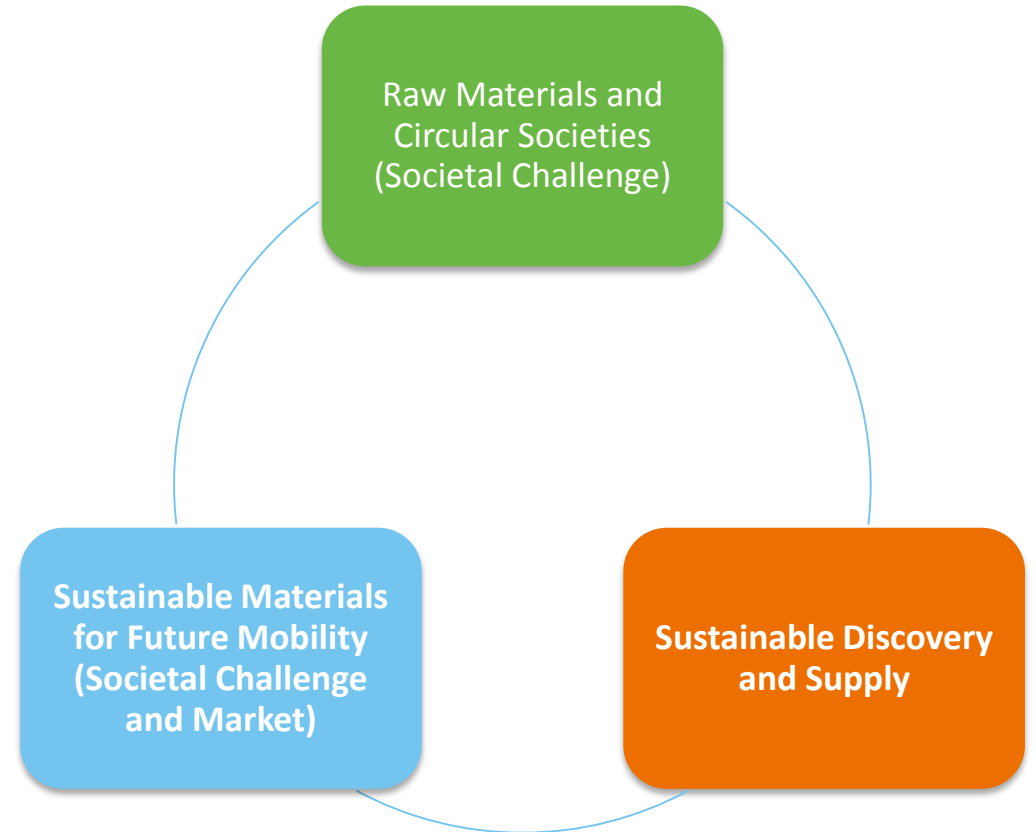 Raw Materials and
Circular Societies
(Societal Challenge)
Sustainable Materials
for Future Mobility
(Societal Challenge
and Market)
Sustainable Discovery
and Supply